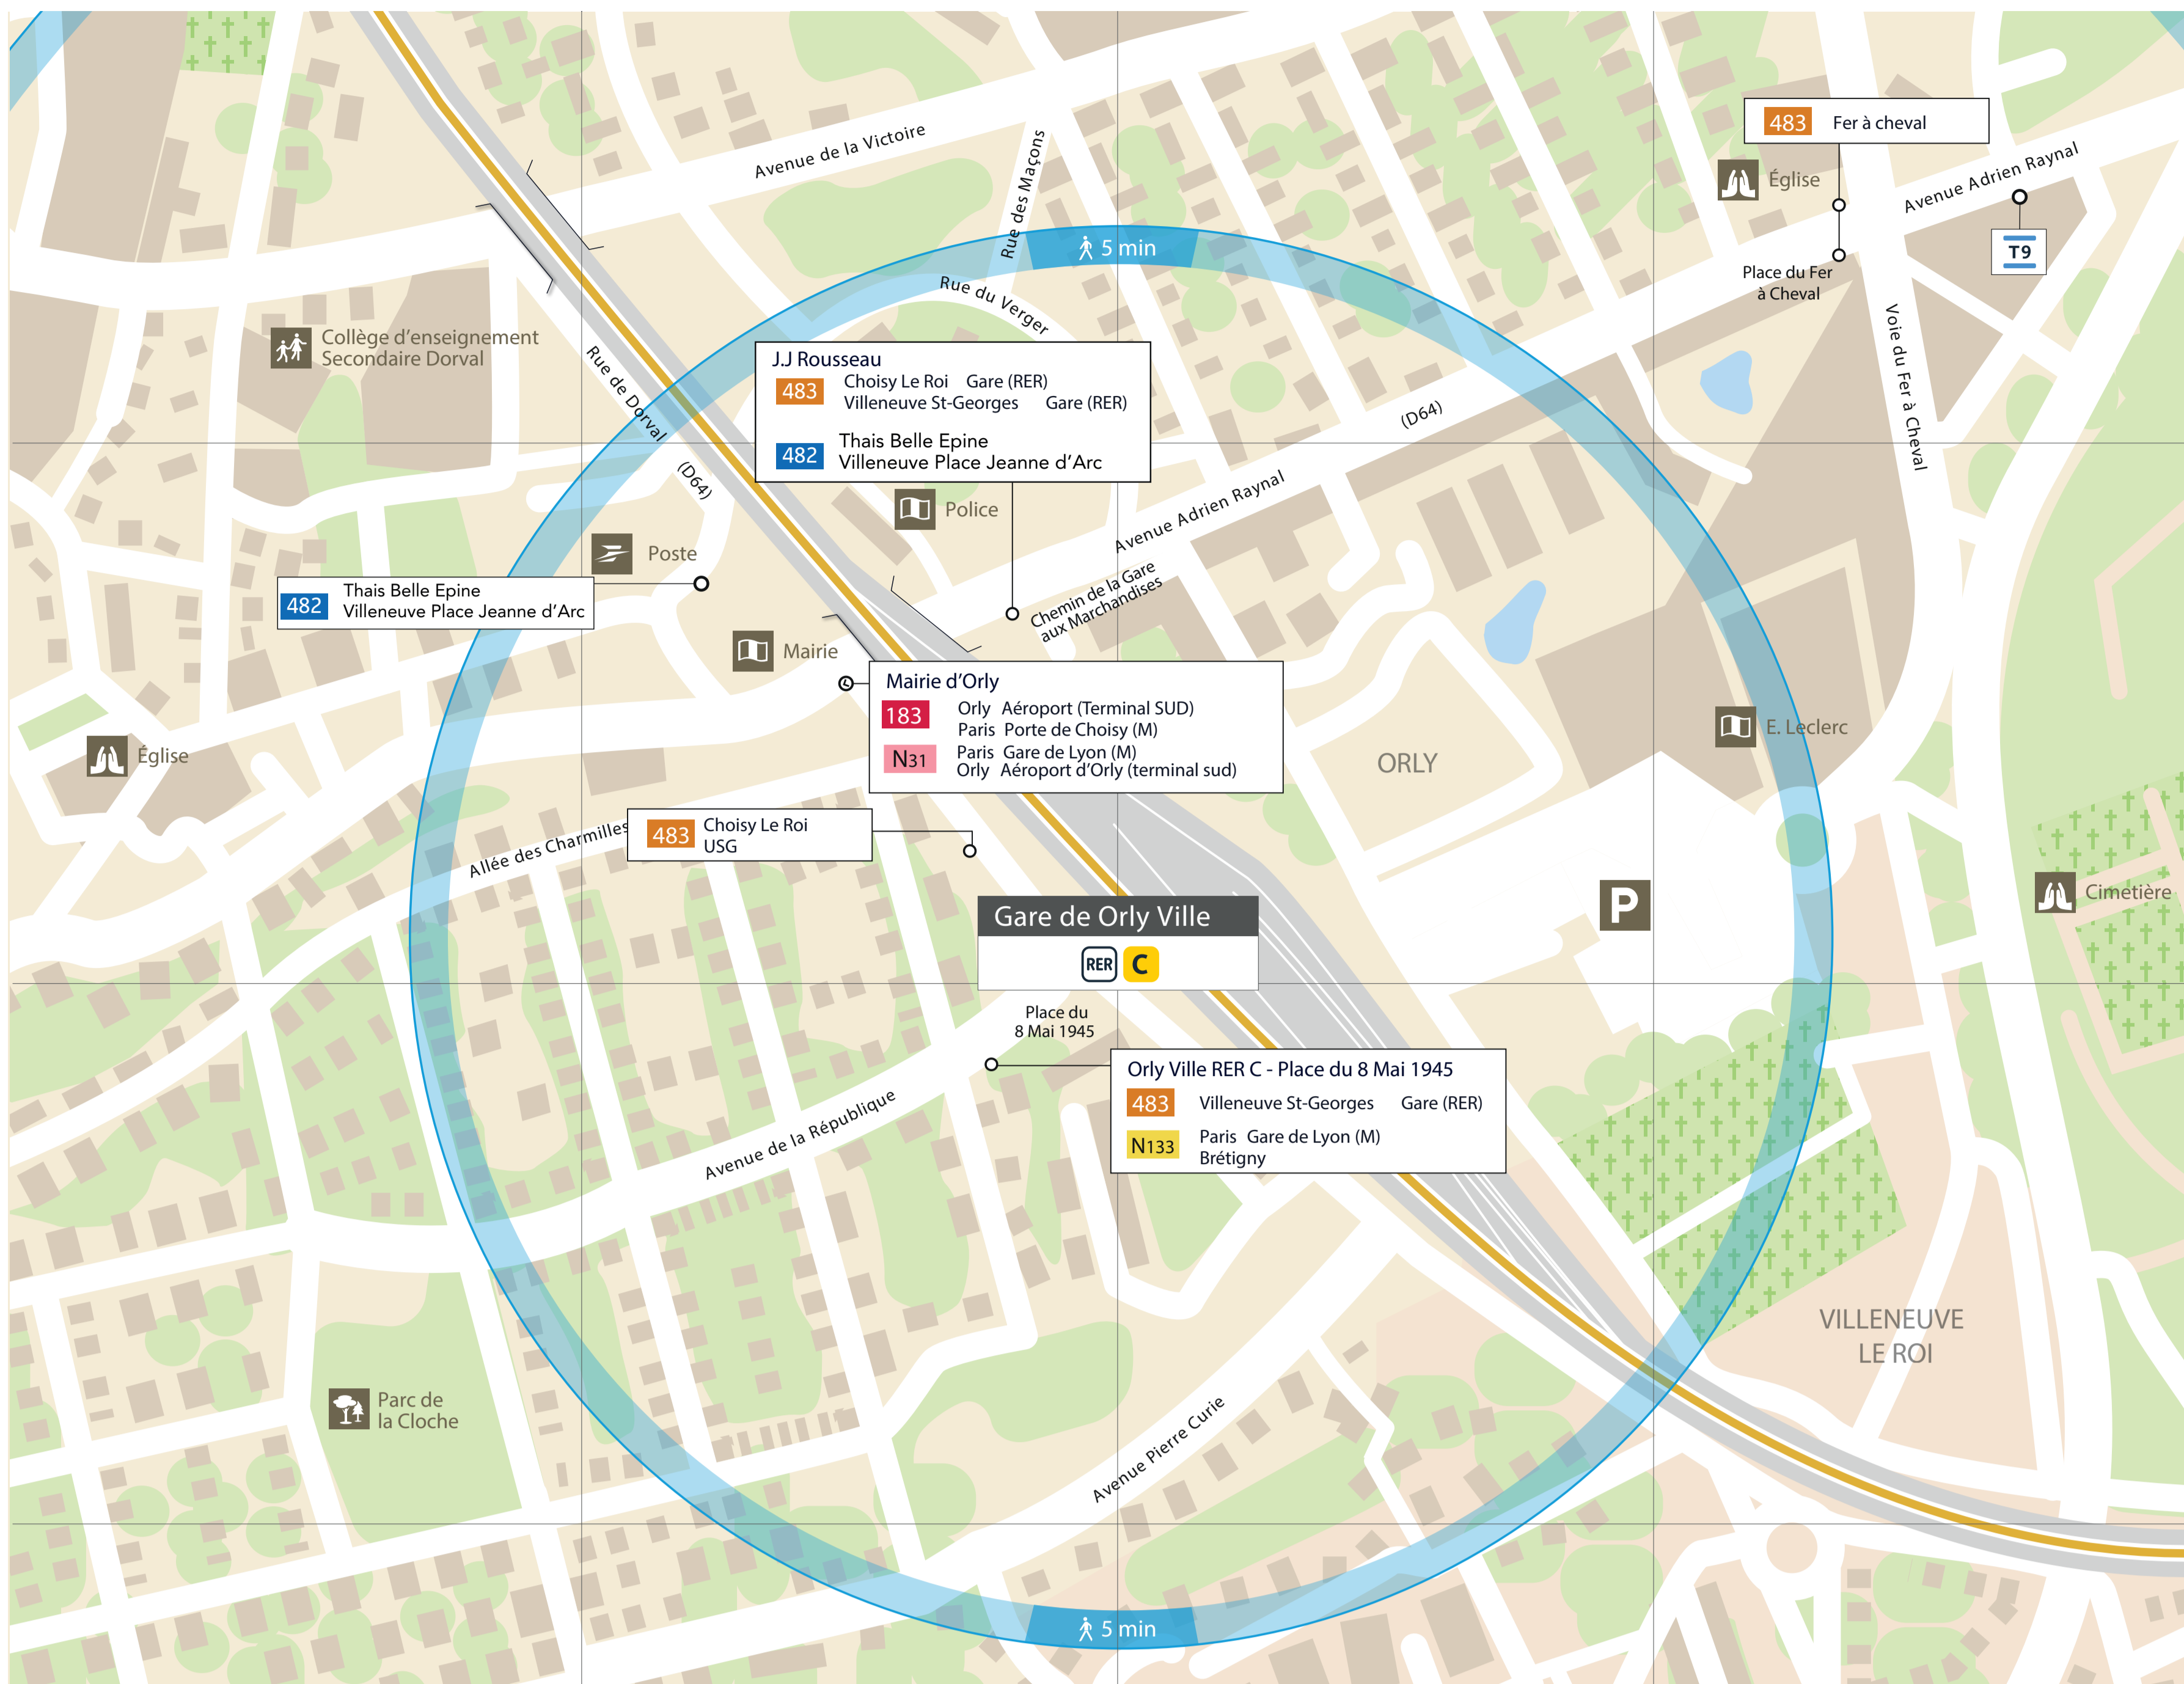 Avenue de la Victoire
Rue des Maçons
483 Fer à cheval
Église
Avenue Adrien Raynal
T9
Place du Fer
à Cheval
Voie du Fer à Cheval
5 min
Rue du Verger
Collège d'enseignement
Secondaire Dorval
Rue de Dorval
(D64)
J.J Rousseau
483 Choisy Le Roi Gare (RER)
Villeneuve St-Georges Gare (RER)
482 Thais Belle Epine
Villeneuve Place Jeanne d'Arc
(D64)
Police
Avenue Adrien Raynal
Poste
482 Thais Belle Epine
Villeneuve Place Jeanne d'Arc
Chemin de la Gare
aux Marchandises
Mairie
Mairie d'Orly
183 Orly Aéroport (Terminal SUD)
Paris Porte de Choisy (M)
N31 Paris Gare de Lyon (M)
Orly Aéroport d'Orly (terminal sud)
Église
ORLY
E. Leclerc
Allée des Charmilles
483 Choisy Le Roi
USG
P
Cimetière
Gare de Orly Ville
RER C
Place du
8 Mai 1945
Orly Ville RER C - Place du 8 Mai 1945
483 Villeneuve St-Georges Gare (RER)
N133 Paris Gare de Lyon (M)
Brétigny
Avenue de la République
VILLENEUVE
LE ROI
Parc de
la Cloche
Avenue Pierre Curie
5 min